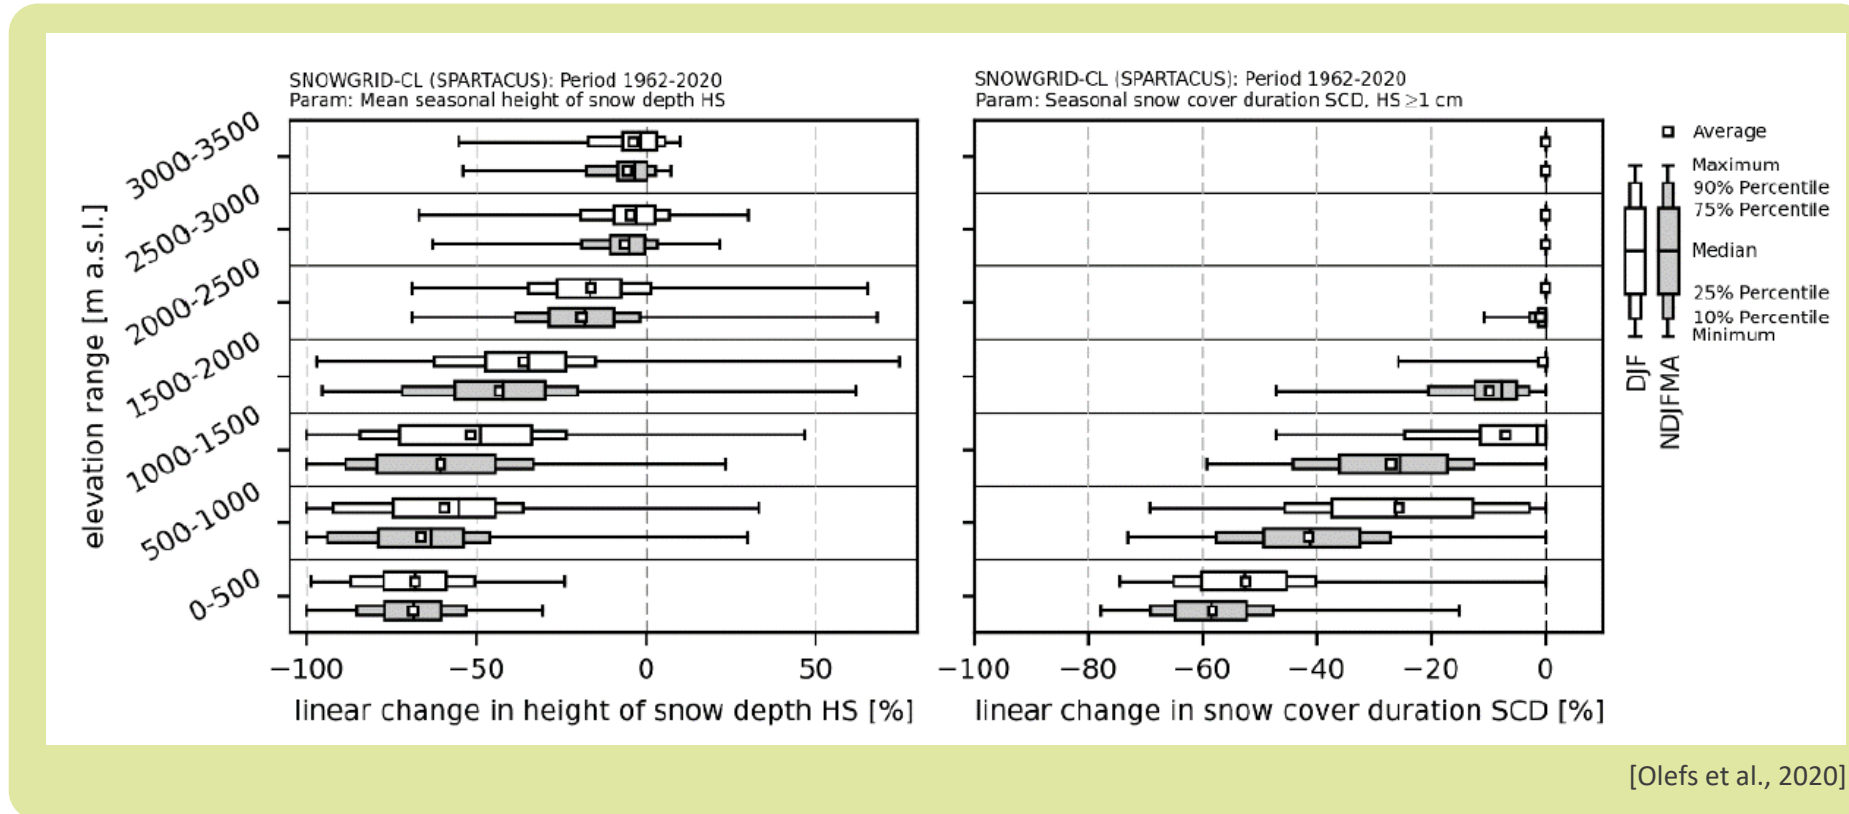 SNOWGRID-CL (SPARTACUS): Period 1962-2020
Param: Mean seasonal height of snow depth HS
elevation range [m a.s.l.]
3000-3500
2500-3000
2000-2500
1500-2000
1000-1500
500-1000
0-500
−100
−50
0
50
linear change in height of snow depth HS [%]
SNOWGRID-CL (SPARTACUS): Period 1962-2020
Param: Seasonal snow cover duration SCD, HS ≥1 cm
−100
−80
−60
−40
−20
0
linear change in snow cover duration SCD [%]
Average
Maximum
90% Percentile
75% Percentile
Median
25% Percentile
10% Percentile
Minimum
DJF
NDJFMA
[Olefs et al., 2020]